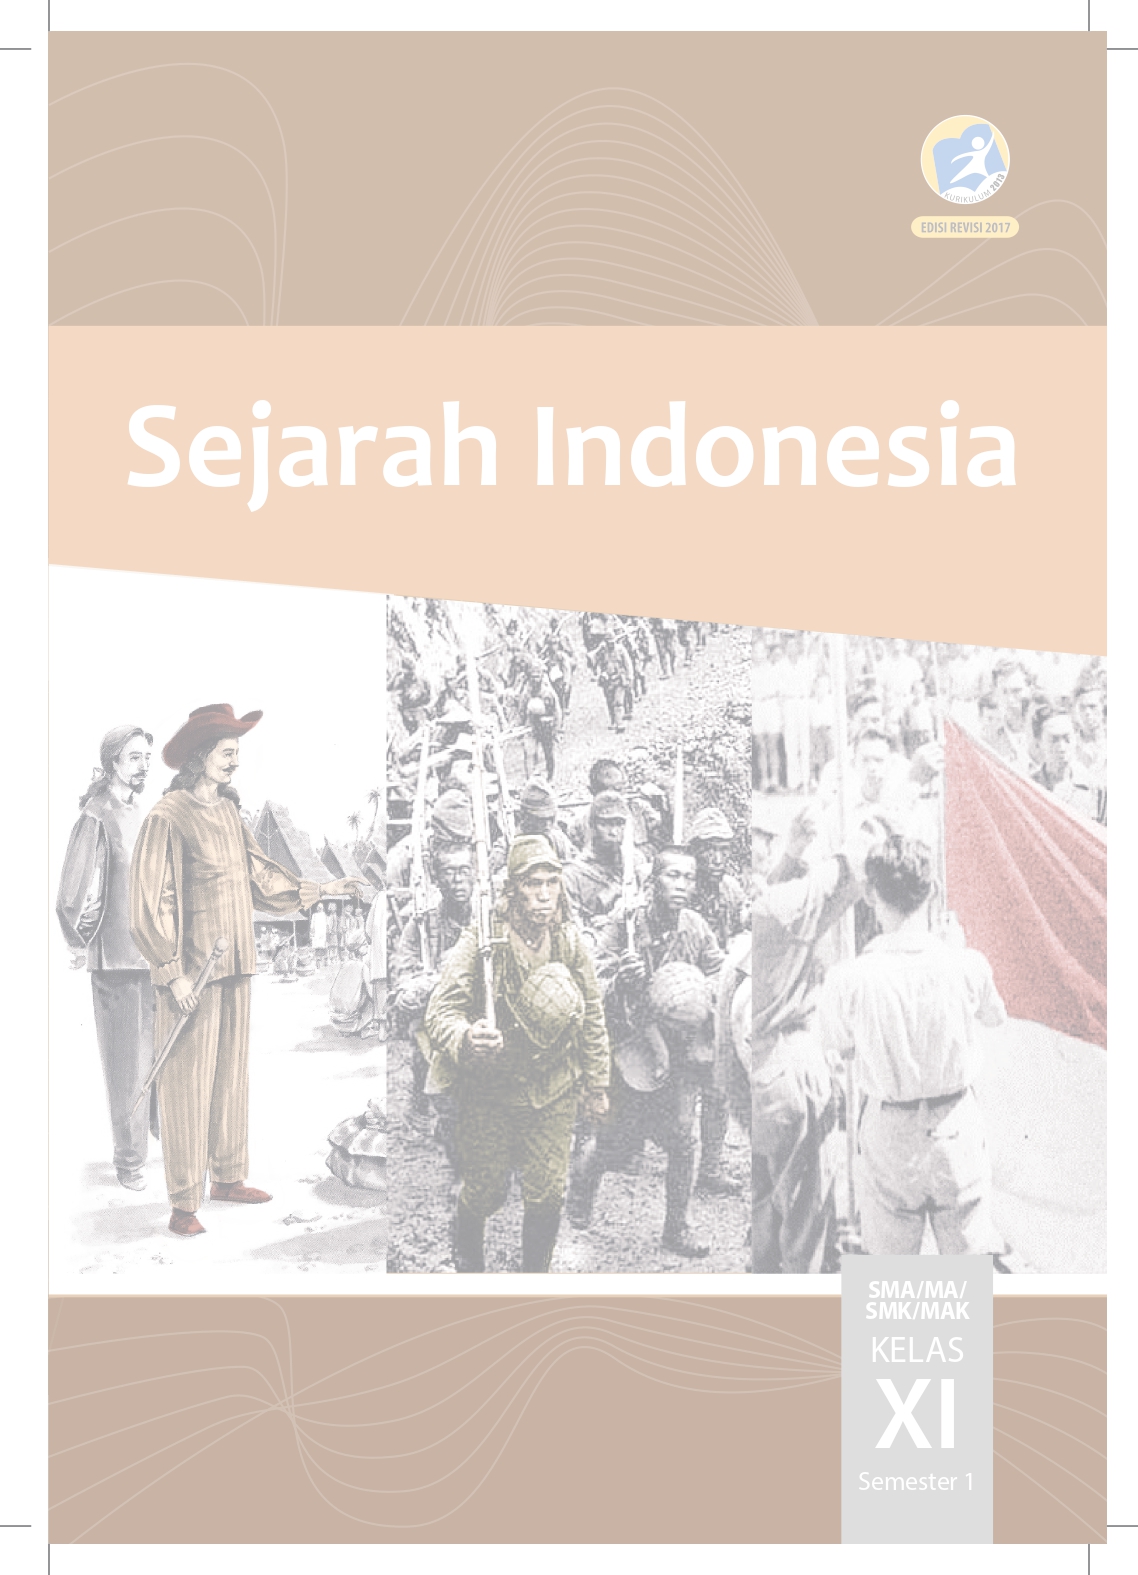 KURIKULUM 2013
EDISI REVISI 2017
Sejarah Indonesia
SMA/MA/
SMK/MAK
KELAS
XI
Semester 1